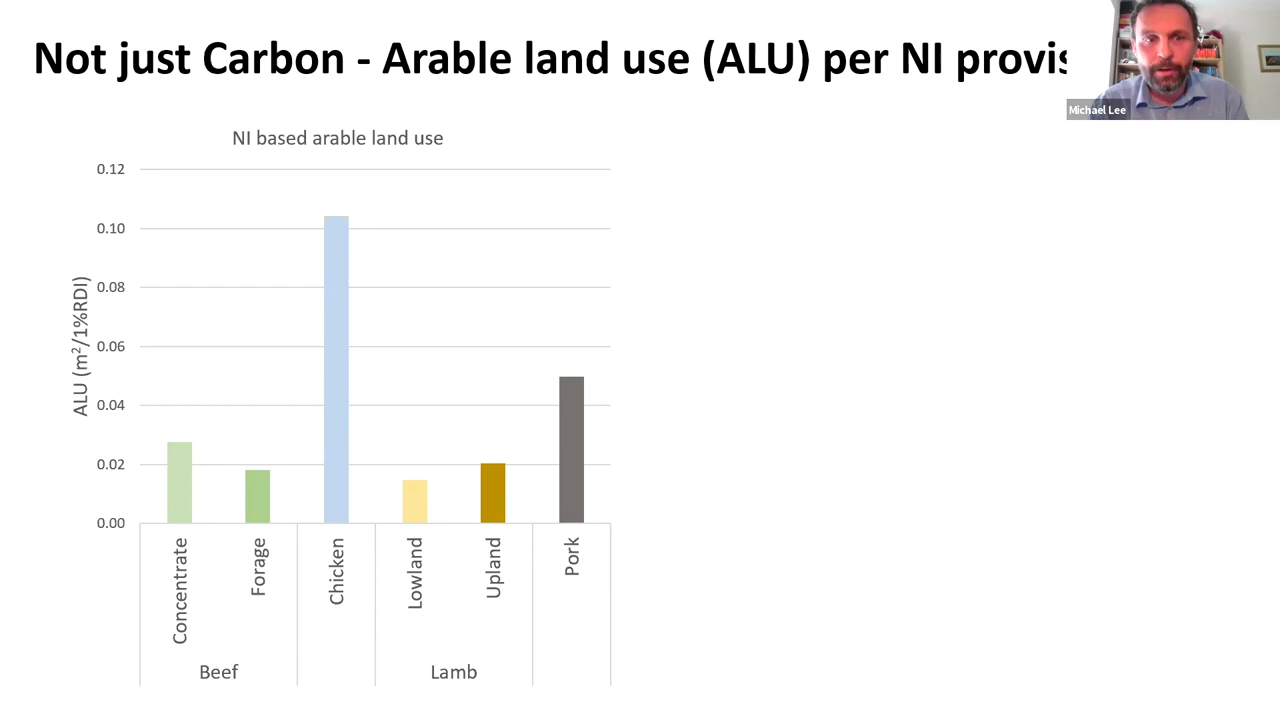 Not just Carbon - Arable land use (ALU) per NI
Michael Lee
NI based arable land use
ALU (m²/1%RDI)
0.12
0.10
0.08
0.06
0.04
0.02
0.00
Concentrate
Forage
Chicken
Lowland
Upland
Pork
Beef
Lamb